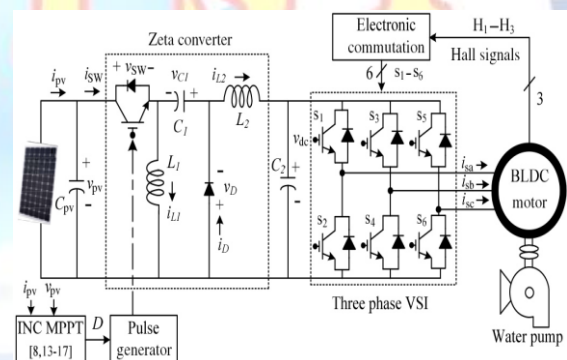 Electronic
commutation
H1–H3
Hall signals
Zeta converter
6
s1-s6
3
ipv
iSW
+ vSW -
vC1
- +
C1
iL2
L2
s1
s3
s5
vdc
L1
iL1
-
vD
+
iD
C2
+
-
Cpv
+
vpv
-
isa
isb
isc
BLDC
motor
s2
s4
s6
ipv vpv
INC MPPT
[8,13-17]
D
Pulse
generator
Three phase VSI
Water pump